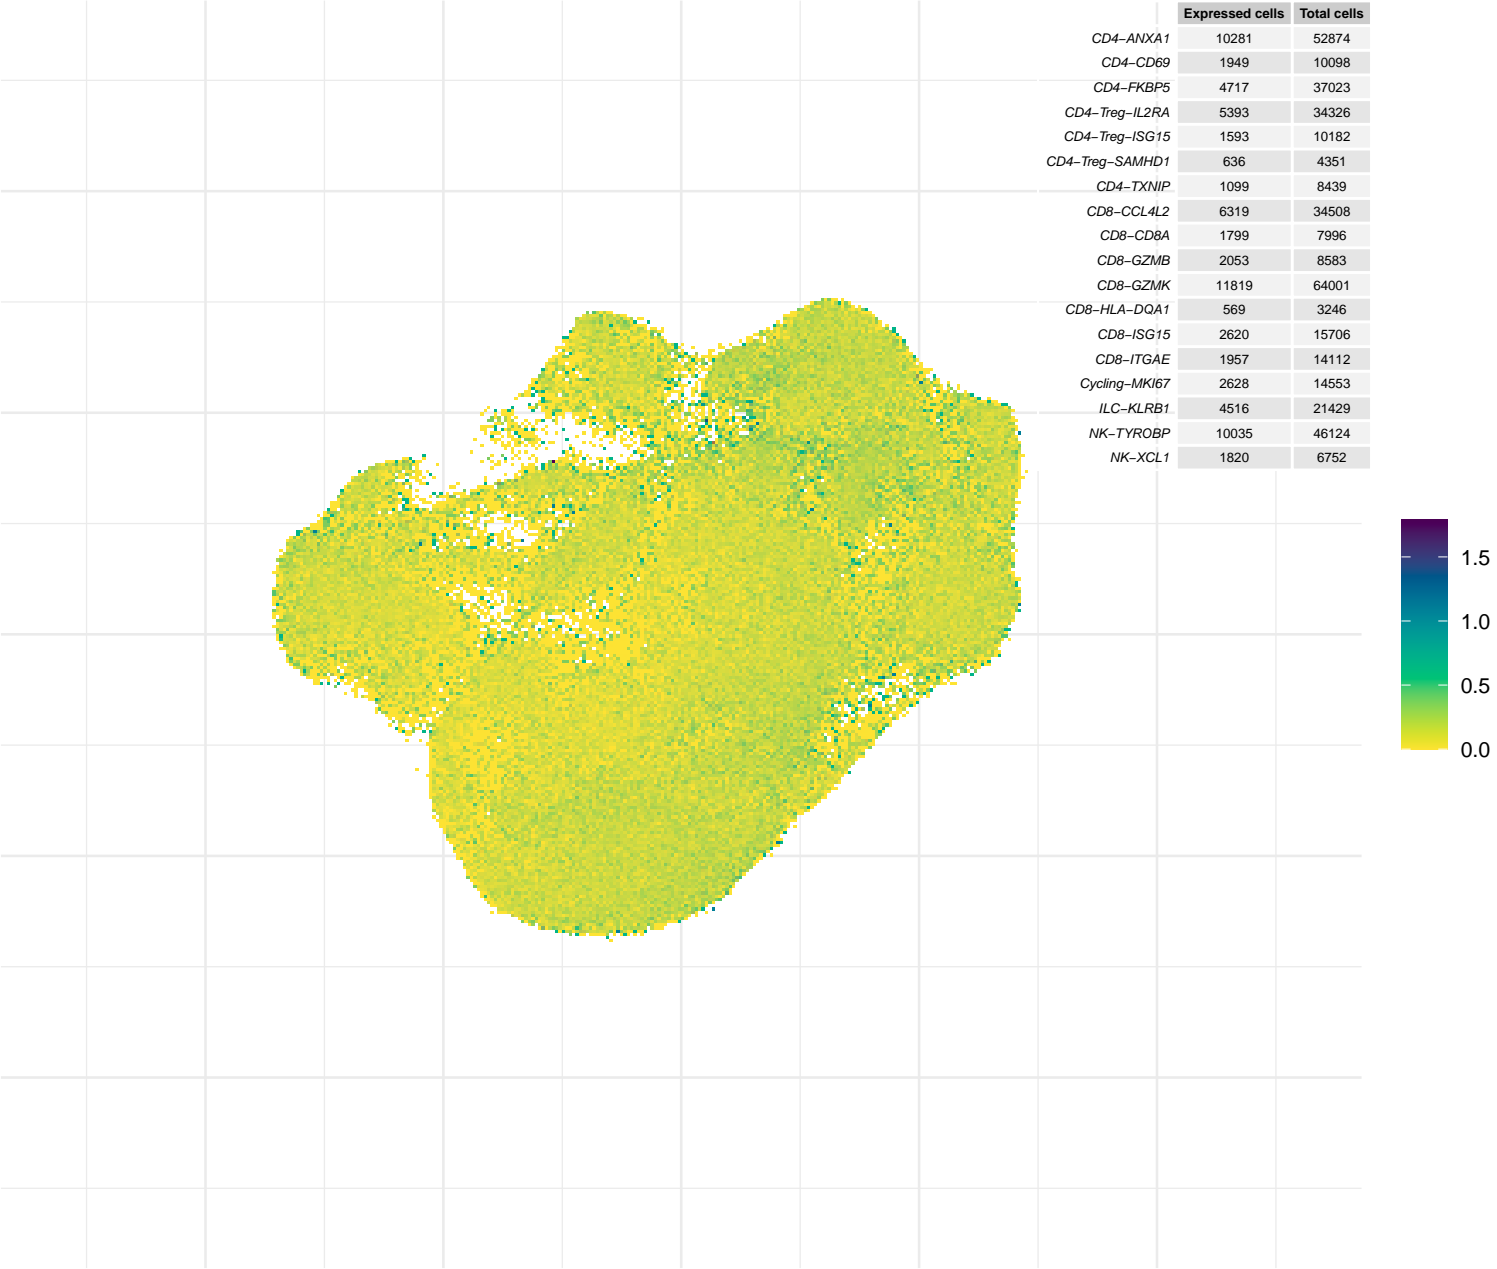 Expressed cells Total cells
CD4−ANXA1 10281 52874
CD4−CD69 1949 10098
CD4−FKBP5 4717 37023
CD4−Treg−IL2RA 5393 34326
CD4−Treg−ISG15 1593 10182
CD4−Treg−SAMHD1 636 4351
CD4−TXNIP 1099 8439
CD8−CCL4L2 6319 34508
CD8−CD8A 1799 7996
CD8−GZMB 2053 8583
CD8−GZMK 11819 64001
CD8−HLA−DQA1 569 3246
CD8−ISG15 2620 15706
CD8−ITGAE 1957 14112
Cycling−MKI67 2628 14553
ILC−KLRB1 4516 21429
NK−TYROBP 10035 46124
NK−XCL1 1820 6752
1.5
1.0
0.5
0.0